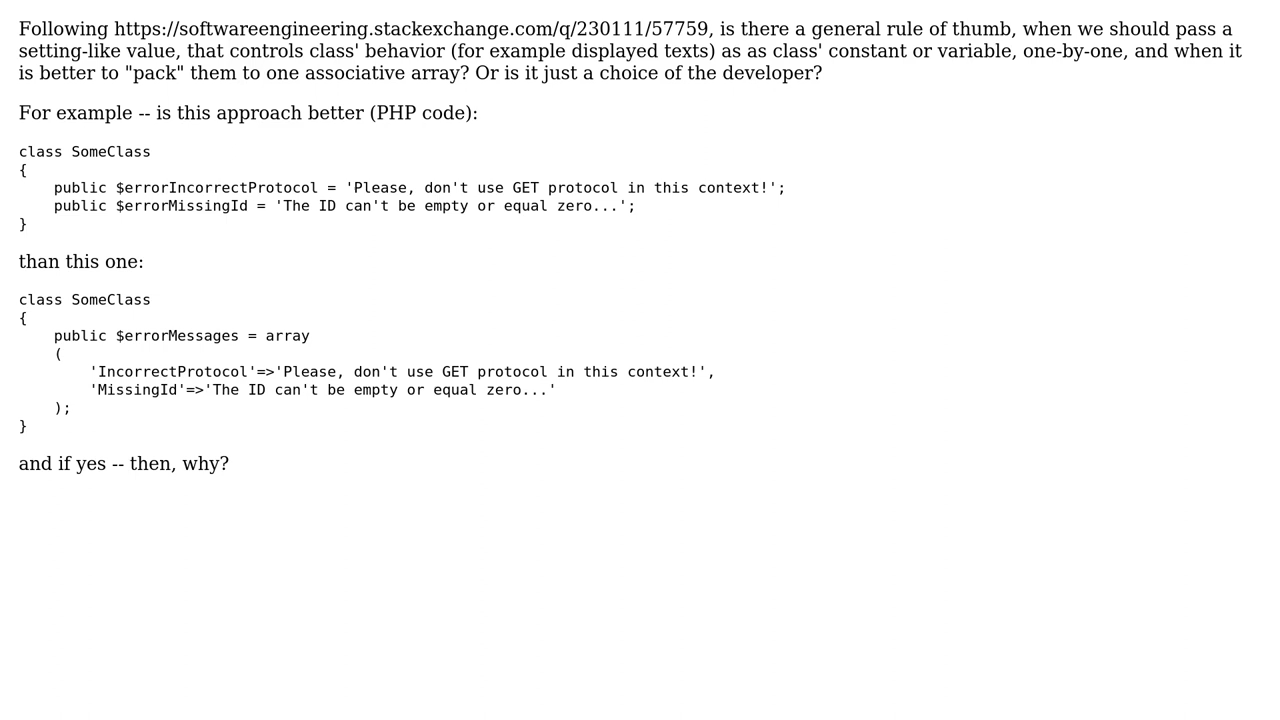 Following https://softwareengineering.stackexchange.com/q/230111/57759, is there a general rule of thumb, when we should pass a
setting-like value, that controls class' behavior (for example displayed texts) as as class' constant or variable, one-by-one, and when it
is better to "pack" them to one associative array? Or is it just a choice of the developer?
For example -- is this approach better (PHP code):
class SomeClass
{
    public $errorIncorrectProtocol = 'Please, don't use GET protocol in this context!';
    public $errorMissingId = 'The ID can't be empty or equal zero...';
}
than this one:
class SomeClass
{
    public $errorMessages = array
    (
        'IncorrectProtocol'=>'Please, don't use GET protocol in this context!',
        'MissingId'=>'The ID can't be empty or equal zero...'
    );
}
and if yes -- then, why?